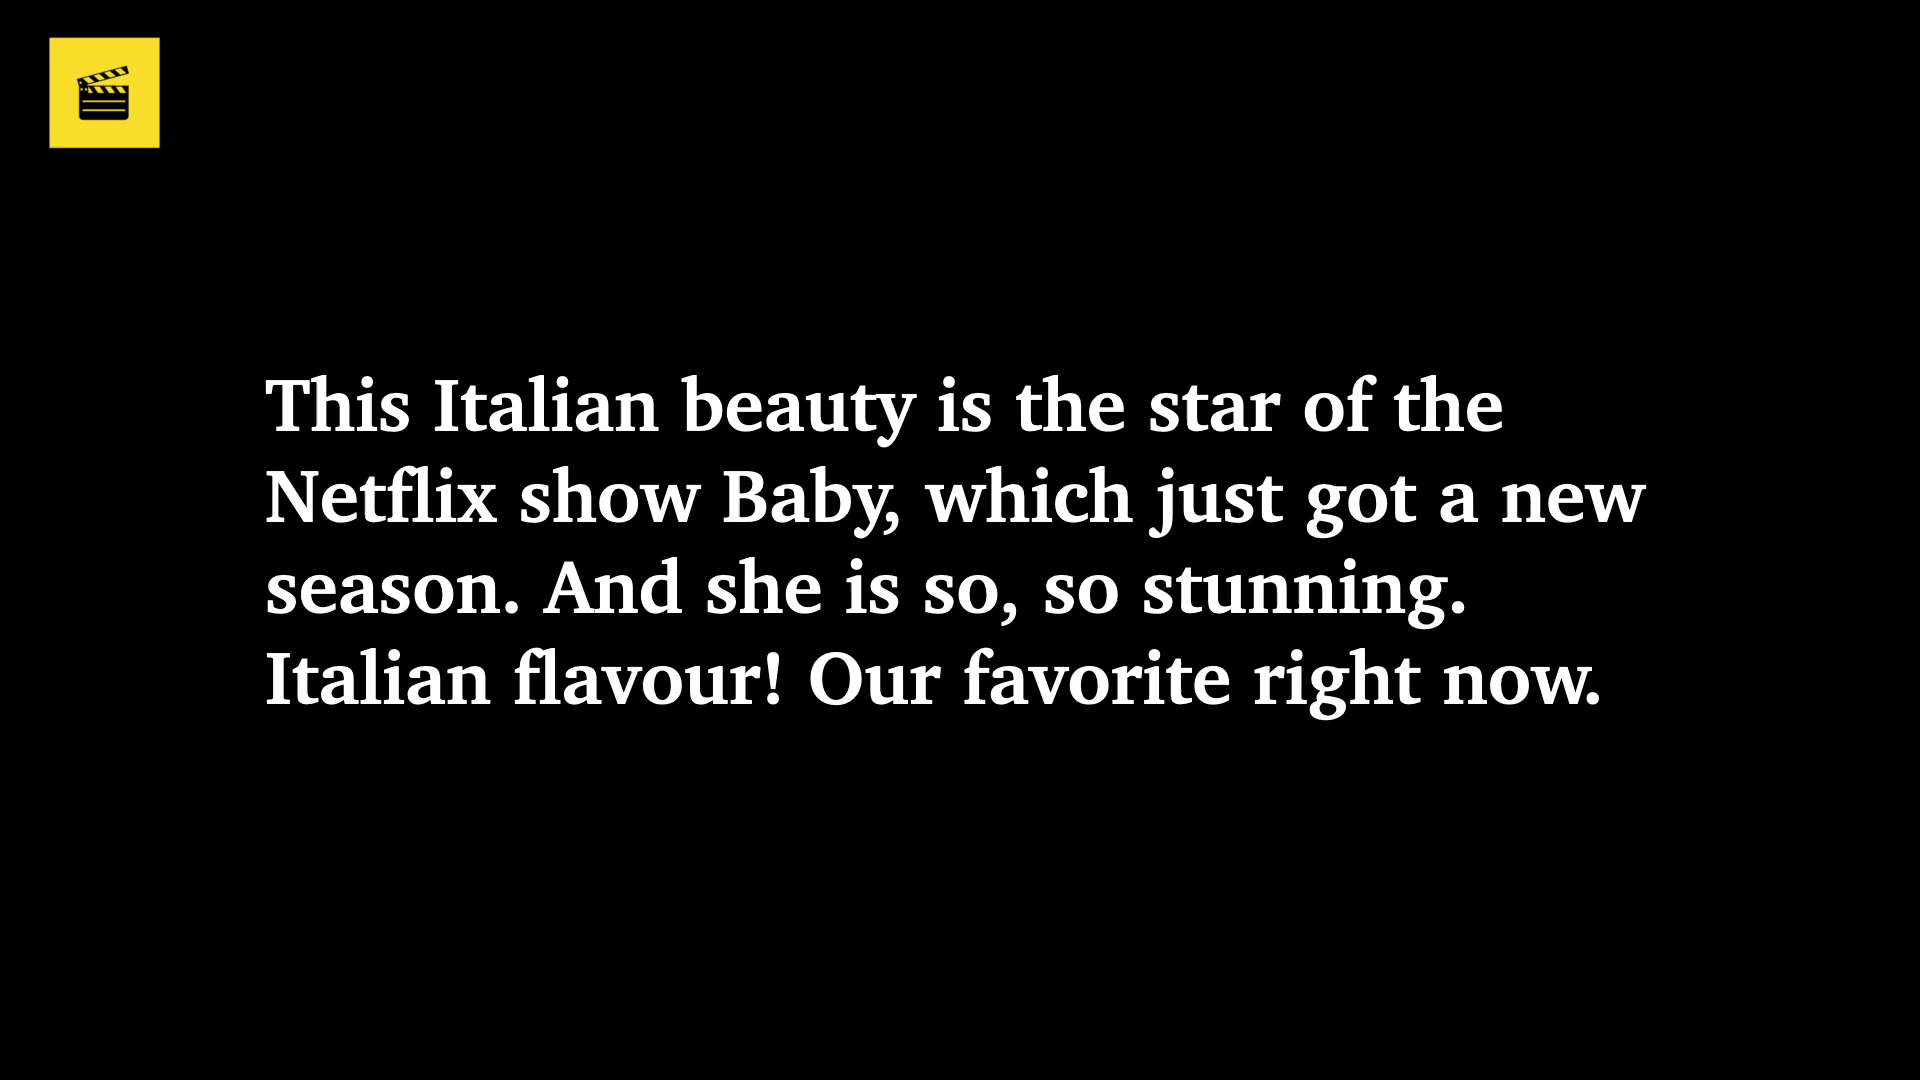 This Italian beauty is the star of the
Netflix show Baby, which just got a new
season. And she is so, so stunning.
Italian flavour! Our favorite right now.